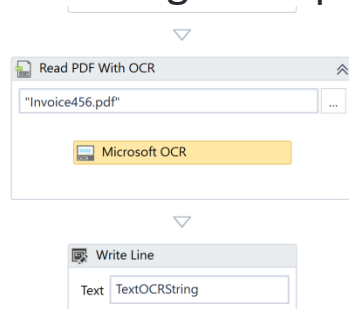 Read PDF With OCR
"Invoice456.pdf"
...
Microsoft OCR
Write Line
Text TextOCRString